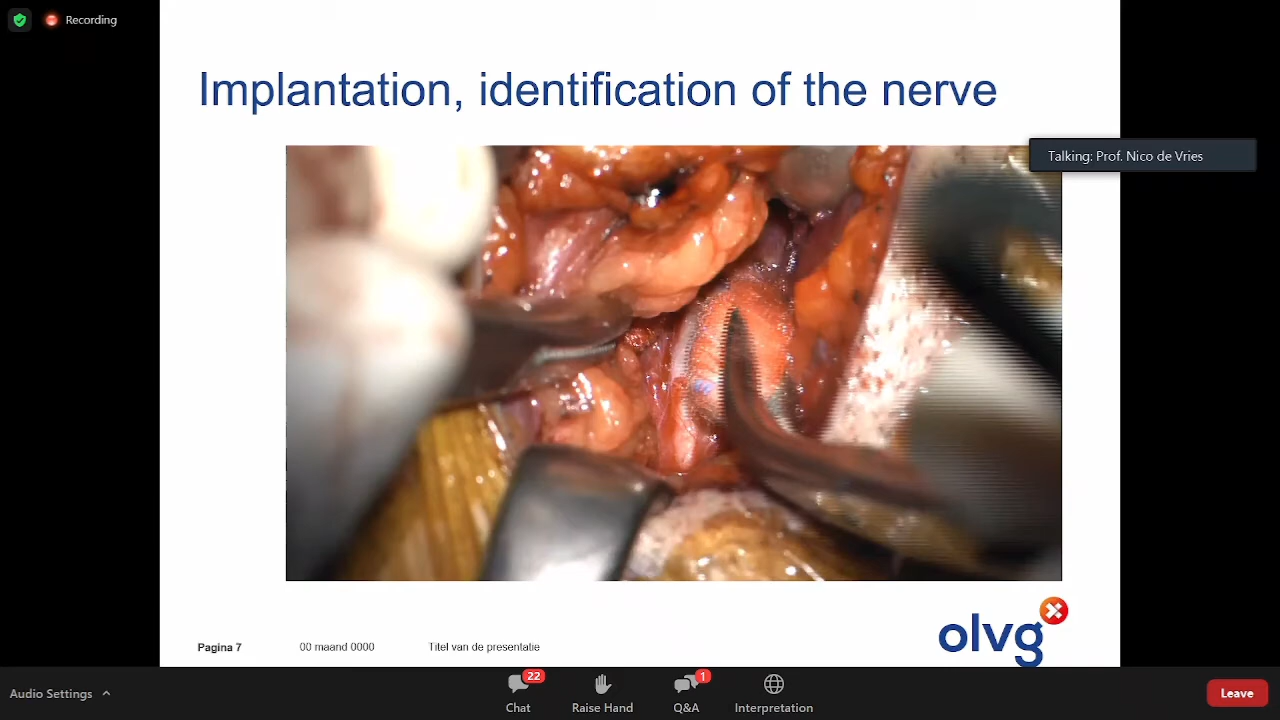 Recording
Implantation, identification of the nerve
Talking: Prof. Nico de Vries
Pagina 7
00 maand 0000
Titel van de presentatie
olvg
Audio Settings
22
Chat
Raise Hand
1
Q&A
Interpretation
Leave